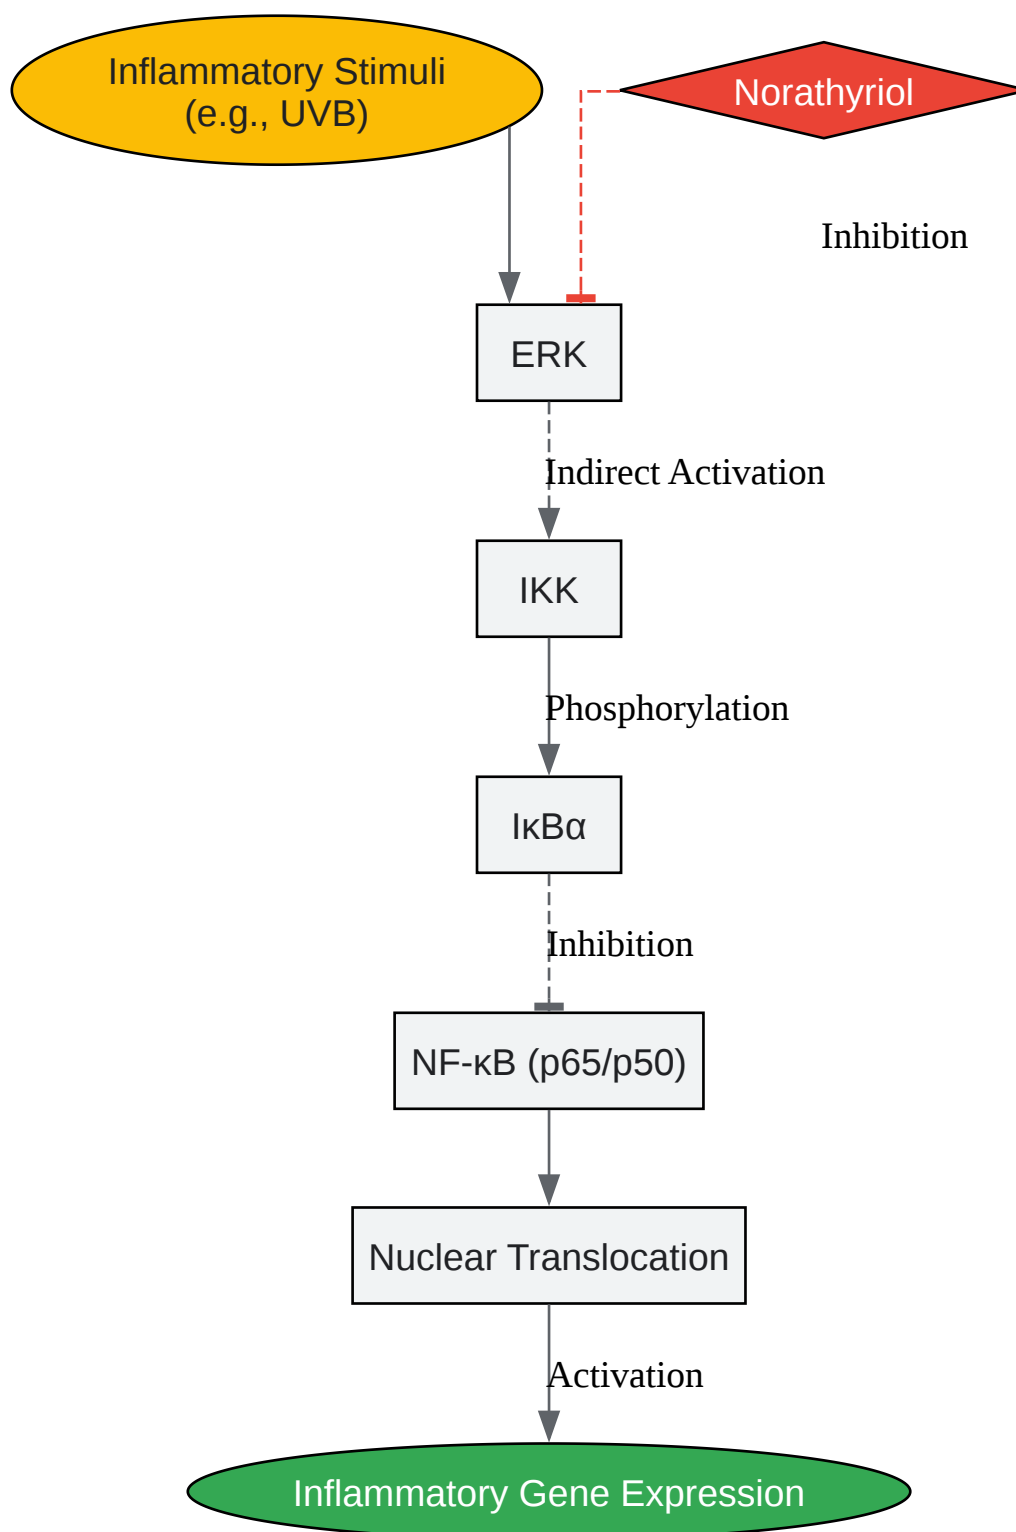 Inflammatory Stimuli
(e.g., UVB)
Norathyriol
Inhibition
ERK
Indirect Activation
IKK
Phosphorylation
IκBα
Inhibition
NF-κB (p65/p50)
Nuclear Translocation
Activation
Inflammatory Gene Expression